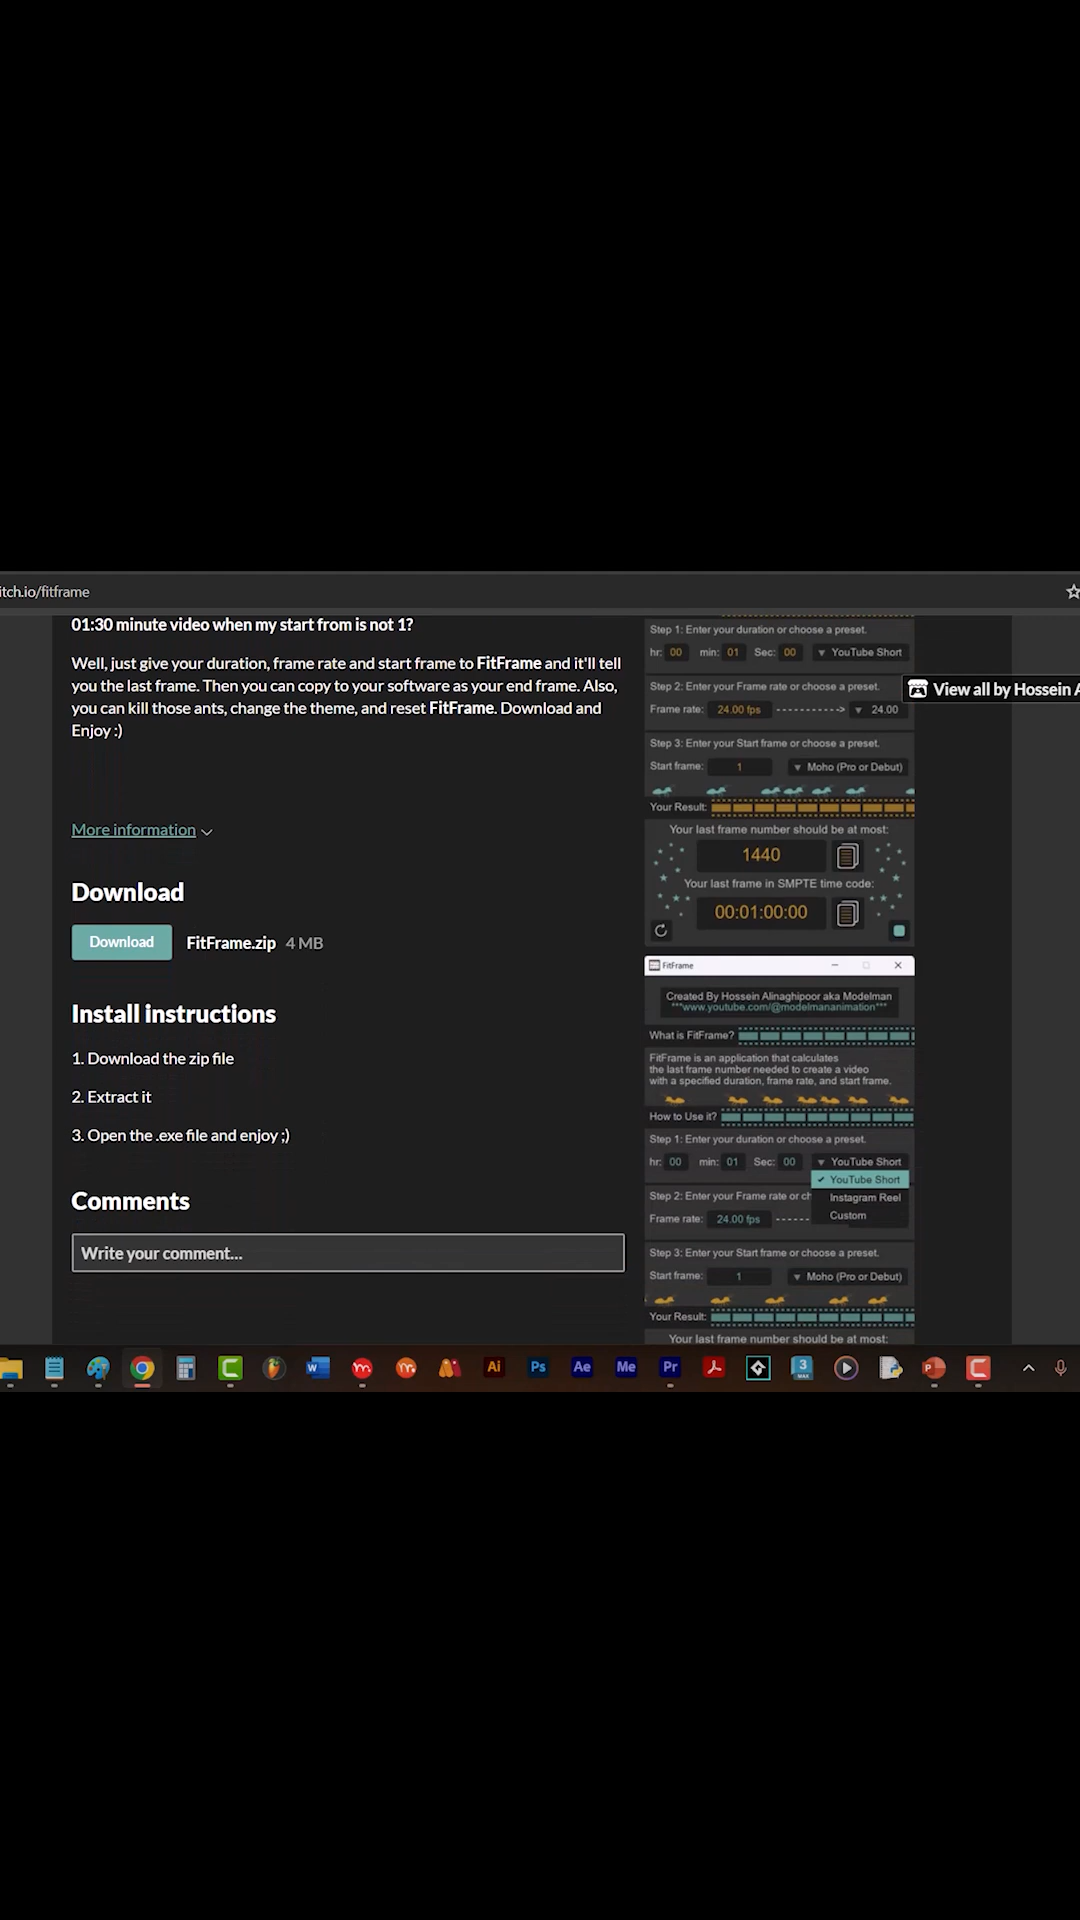 itch.io/fitframe
01:30 minute video when my start from is not 1?
Well, just give your duration, frame rate and start frame to FitFrame and it'll tell
you the last frame. Then you can copy to your software as your end frame. Also,
you can kill those ants, change the theme, and reset FitFrame. Download and
Enjoy :)
More information
Download
Download FitFrame.zip 4 MB
Install instructions
1. Download the zip file
2. Extract it
3. Open the .exe file and enjoy ;)
Comments
Write your comment...
Step 1: Enter your duration or choose a preset.
hr: 00 min: 01 Sec: 00 YouTube Short
View all by Hossein A
Step 2: Enter your Frame rate or choose a preset.
Frame rate: 24.00 fps 24.00
Step 3: Enter your Start frame or choose a preset.
Start frame: 1 Moho (Pro or Debut)
Your Result:
Your last frame number should be at most:
1440
Your last frame in SMPTE time code:
00:01:00:00
FitFrame
Created By Hossein Alinaghipoor aka Modelman
***www.youtube.com/@modelmananimation***
What is FitFrame?
FitFrame is an application that calculates
the last frame number needed to create a video
with a specified duration, frame rate, and start frame.
How to Use it?
Step 1: Enter your duration or choose a preset.
hr: 00 min: 01 Sec: 00 YouTube Short
YouTube Short
Instagram Reel
Custom
Step 2: Enter your Frame rate or ch
Frame rate: 24.00 fps
Step 3: Enter your Start frame or choose a preset.
Start frame: 1 Moho (Pro or Debut)
Your Result:
Your last frame number should be at most:
Ai Ps Ae Me Pr 3 MAX